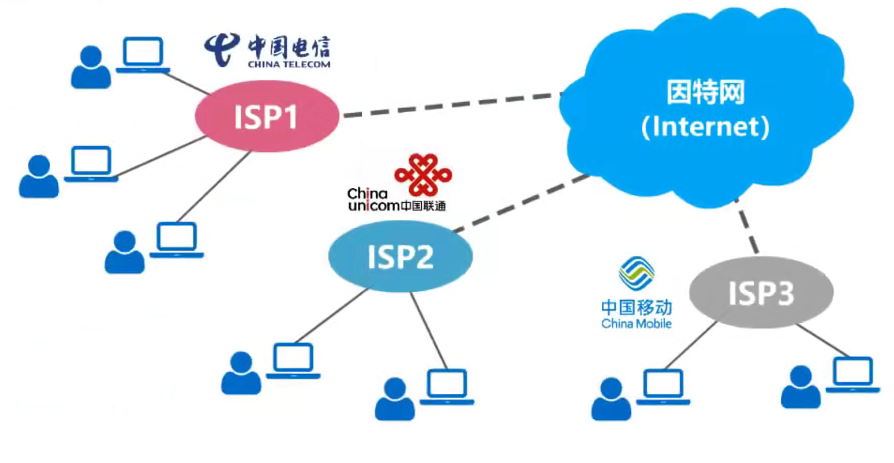 中国电信
CHINA TELECOM
ISP1
因特网
（Internet）
China
unicom中国联通
ISP2
中国移动
China Mobile
ISP3